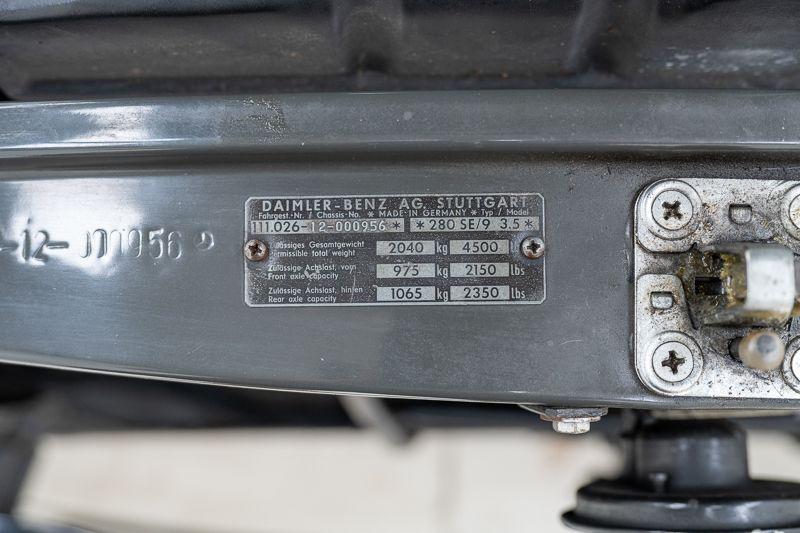 DAIMLER-BENZ AG. STUTTGART
Fahrgest.-Nr. / Chassis-No. * MADE IN GERMANY * Typ / Model
111.026-12-000956 * * 280 SE/9 3.5 *
lässiges Gesamtgewicht 2040 kg 4500
rmissible total weight
Zulässige Achslast, vorn 975 kg 2150 lbs
Front axle capacity
Zulässige Achslast, hinten 1065 kg 2350 lbs
Rear axle capacity
-12-000956